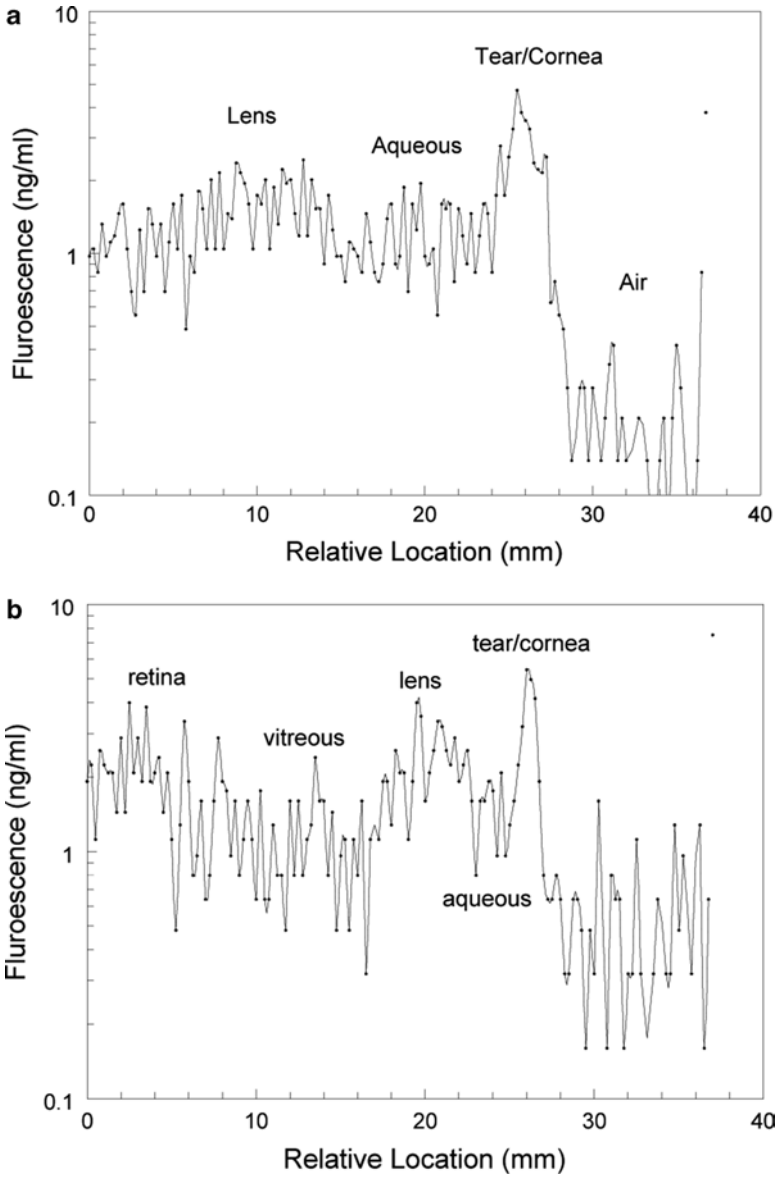 a
10
1
0.1
Fluroescence (ng/ml)
Lens
Aqueous
Tear/Cornea
Air
0 10 20 30 40
Relative Location (mm)
b
10
1
0.1
Fluroescence (ng/ml)
retina
vitreous
lens
tear/cornea
aqueous
0 10 20 30 40
Relative Location (mm)